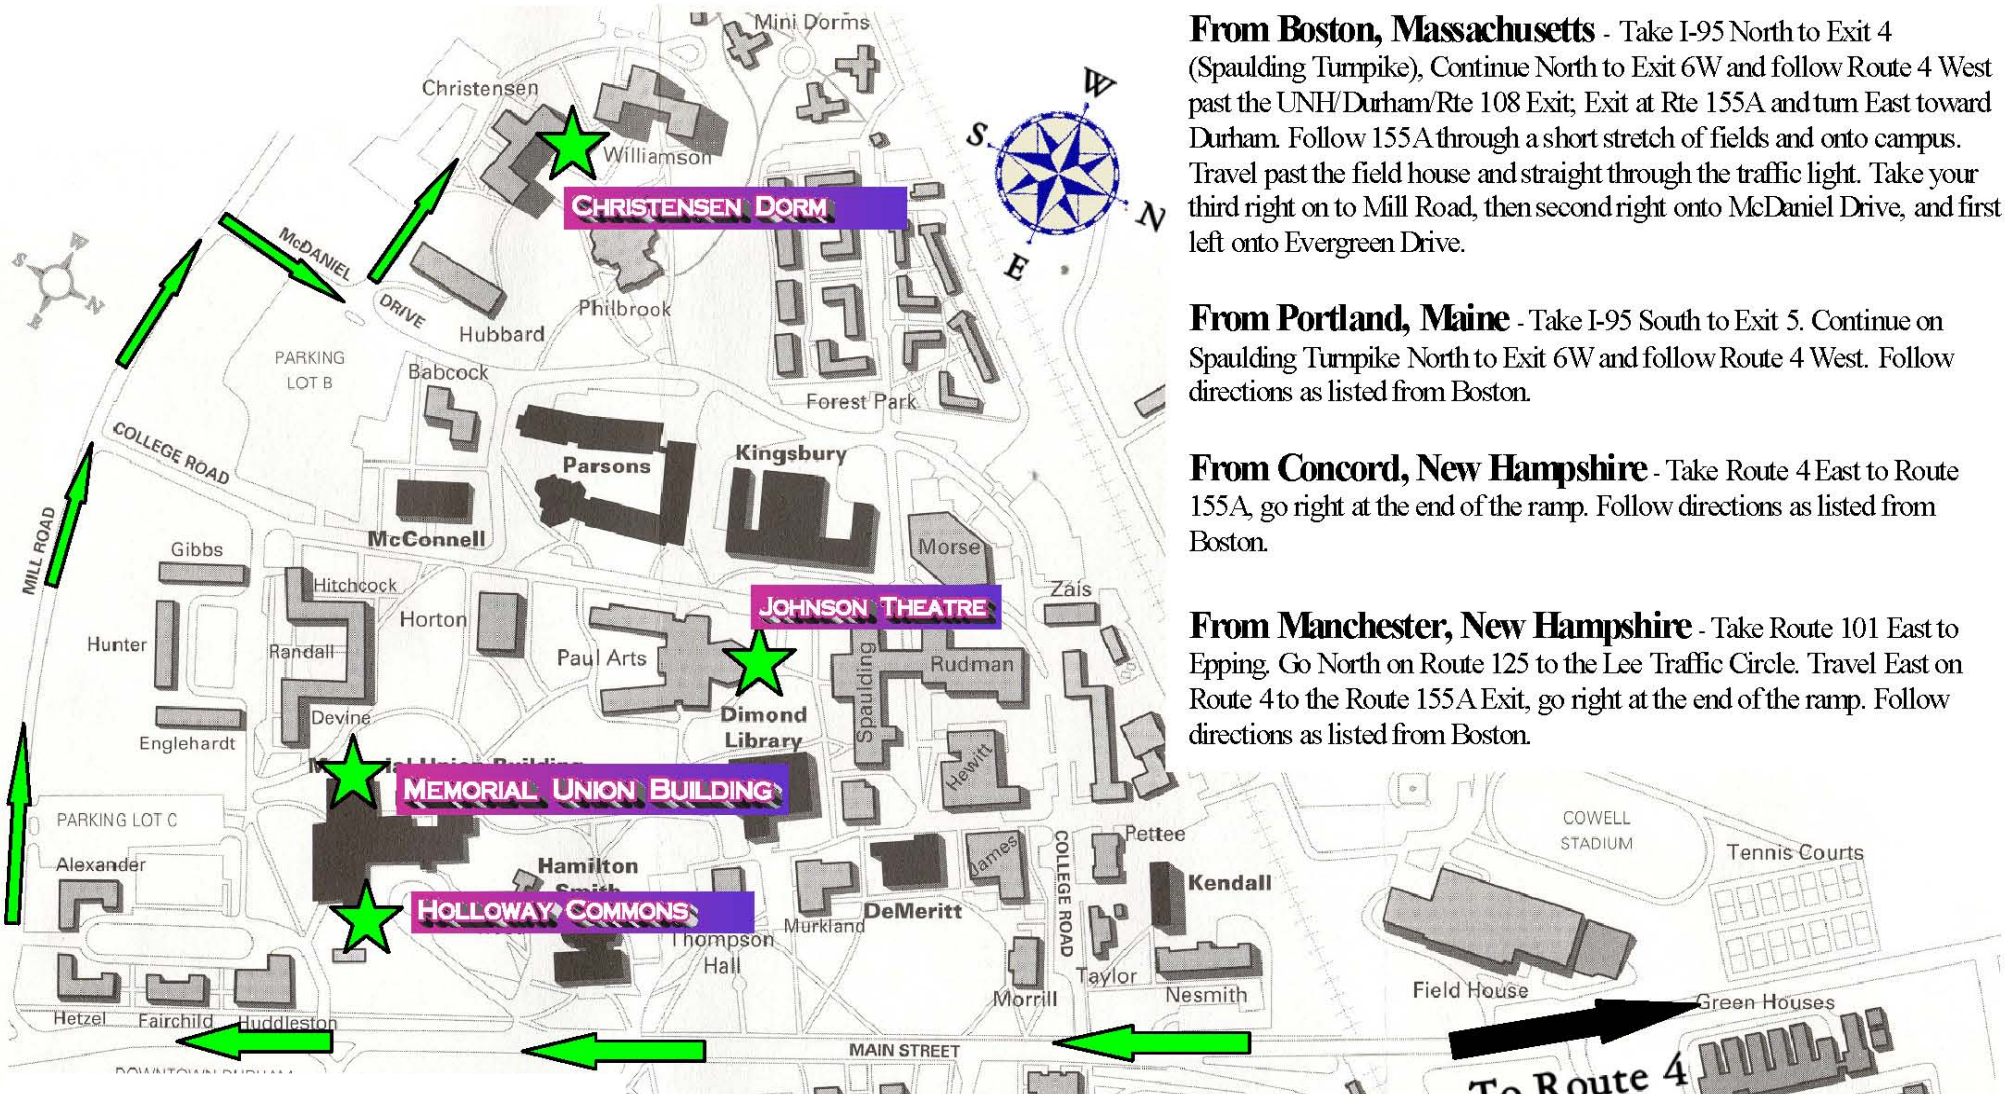 From Boston, Massachusetts - Take I-95 North to Exit 4
(Spaulding Turnpike), Continue North to Exit 6W and follow Route 4 West
past the UNH/Durham/Rte 108 Exit; Exit at Rte 155A and turn East toward
Durham. Follow 155A through a short stretch of fields and onto campus.
Travel past the field house and straight through the traffic light. Take your
third right on to Mill Road, then second right onto McDaniel Drive, and first
left onto Evergreen Drive.
From Portland, Maine - Take I-95 South to Exit 5. Continue on
Spaulding Turnpike North to Exit 6W and follow Route 4 West. Follow
directions as listed from Boston.
From Concord, New Hampshire - Take Route 4 East to Route
155A, go right at the end of the ramp. Follow directions as listed from
Boston.
From Manchester, New Hampshire - Take Route 101 East to
Epping. Go North on Route 125 to the Lee Traffic Circle. Travel East on
Route 4 to the Route 155A Exit, go right at the end of the ramp. Follow
directions as listed from Boston.
Mini Dorms
Christensen
Williamson
CHRISTENSEN DORM
W
S
N
E
W
S
N
E
McDANIEL
DRIVE
Hubbard
Philbrook
PARKING
LOT B
Babcock
Forest Park
COLLEGE ROAD
Parsons
Kingsbury
McConnell
Morse
MILL ROAD
Gibbs
Hitchcock
Horton
JOHNSON THEATRE
Zais
Hunter
Randall
Paul Arts
Spaulding
Rudman
Devine
Dimond
Library
Englehardt
Hewitt
Memorial Union Building
MEMORIAL UNION BUILDING
PARKING LOT C
COWELL
STADIUM
Tennis Courts
Alexander
Hamilton
Smith
James
COLLEGE ROAD
Pettee
Kendall
HOLLOWAY COMMONS
Thompson
Hall
Murkland
DeMeritt
Morrill
Taylor
Nesmith
Field House
Green Houses
Hetzel
Fairchild
Huddleston
MAIN STREET
DOWNTOWN DURHAM
To Route 4